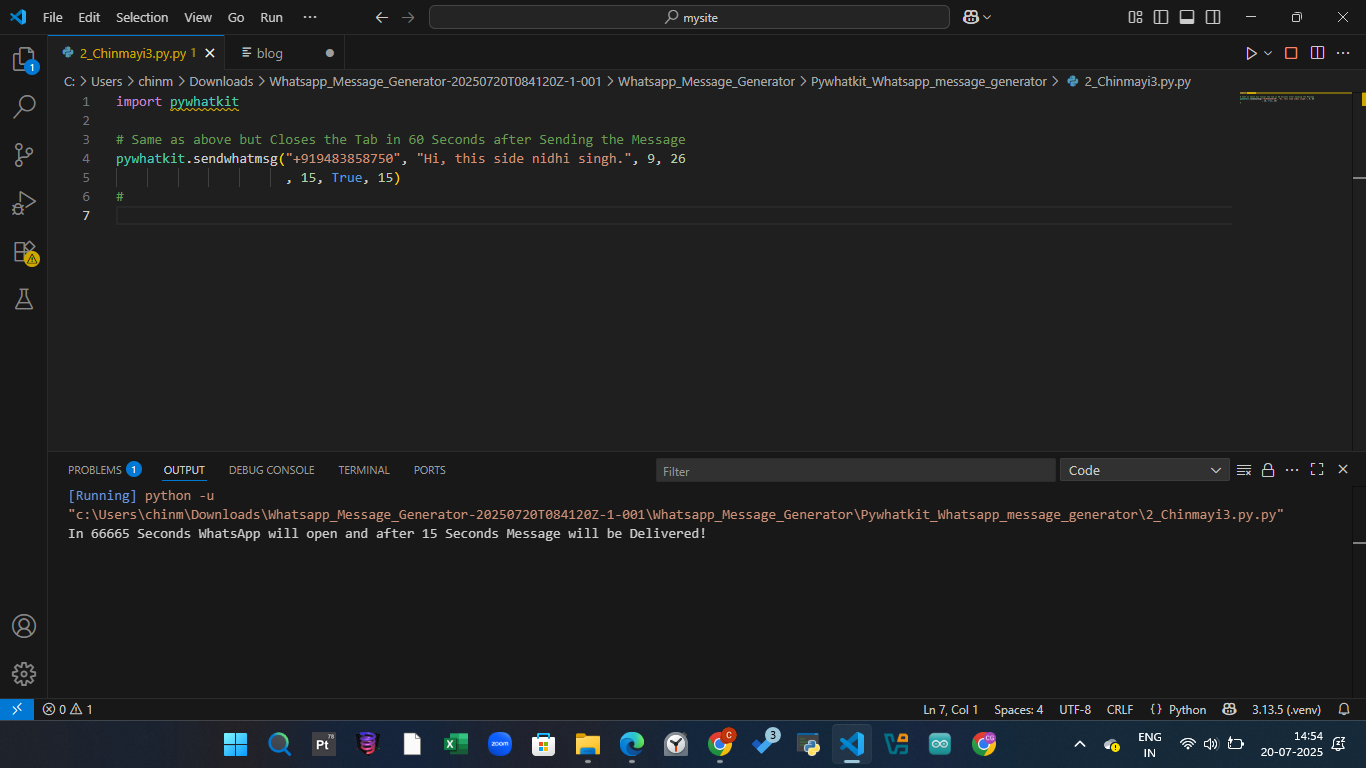 File Edit Selection View Go Run ··· mysite
2_Chinmayi3.py.py 1 blog
C: > Users > chinm > Downloads > Whatsapp_Message_Generator-20250720T084120Z-1-001 > Whatsapp_Message_Generator > Pywhatkit_Whatsapp_message_generator > 2_Chinmayi3.py.py
1 import pywhatkit
2
3 # Same as above but Closes the Tab in 60 Seconds after Sending the Message
4 pywhatkit.sendwhatmsg("+919483858750", "Hi, this side nidhi singh.", 9, 26
5 , 15, True, 15)
6 #
7
1
PROBLEMS 1 OUTPUT DEBUG CONSOLE TERMINAL PORTS Filter Code
[Running] python -u
"c:\Users\chinm\Downloads\Whatsapp_Message_Generator-20250720T084120Z-1-001\Whatsapp_Message_Generator\Pywhatkit_Whatsapp_message_generator\2_Chinmayi3.py.py"
In 66665 Seconds WhatsApp will open and after 15 Seconds Message will be Delivered!
0 1 Ln 7, Col 1 Spaces: 4 UTF-8 CRLF {} Python 3.13.5 (.venv)
Pt 78 zoom C 3 CG ENG 14:54
IN 20-07-2025